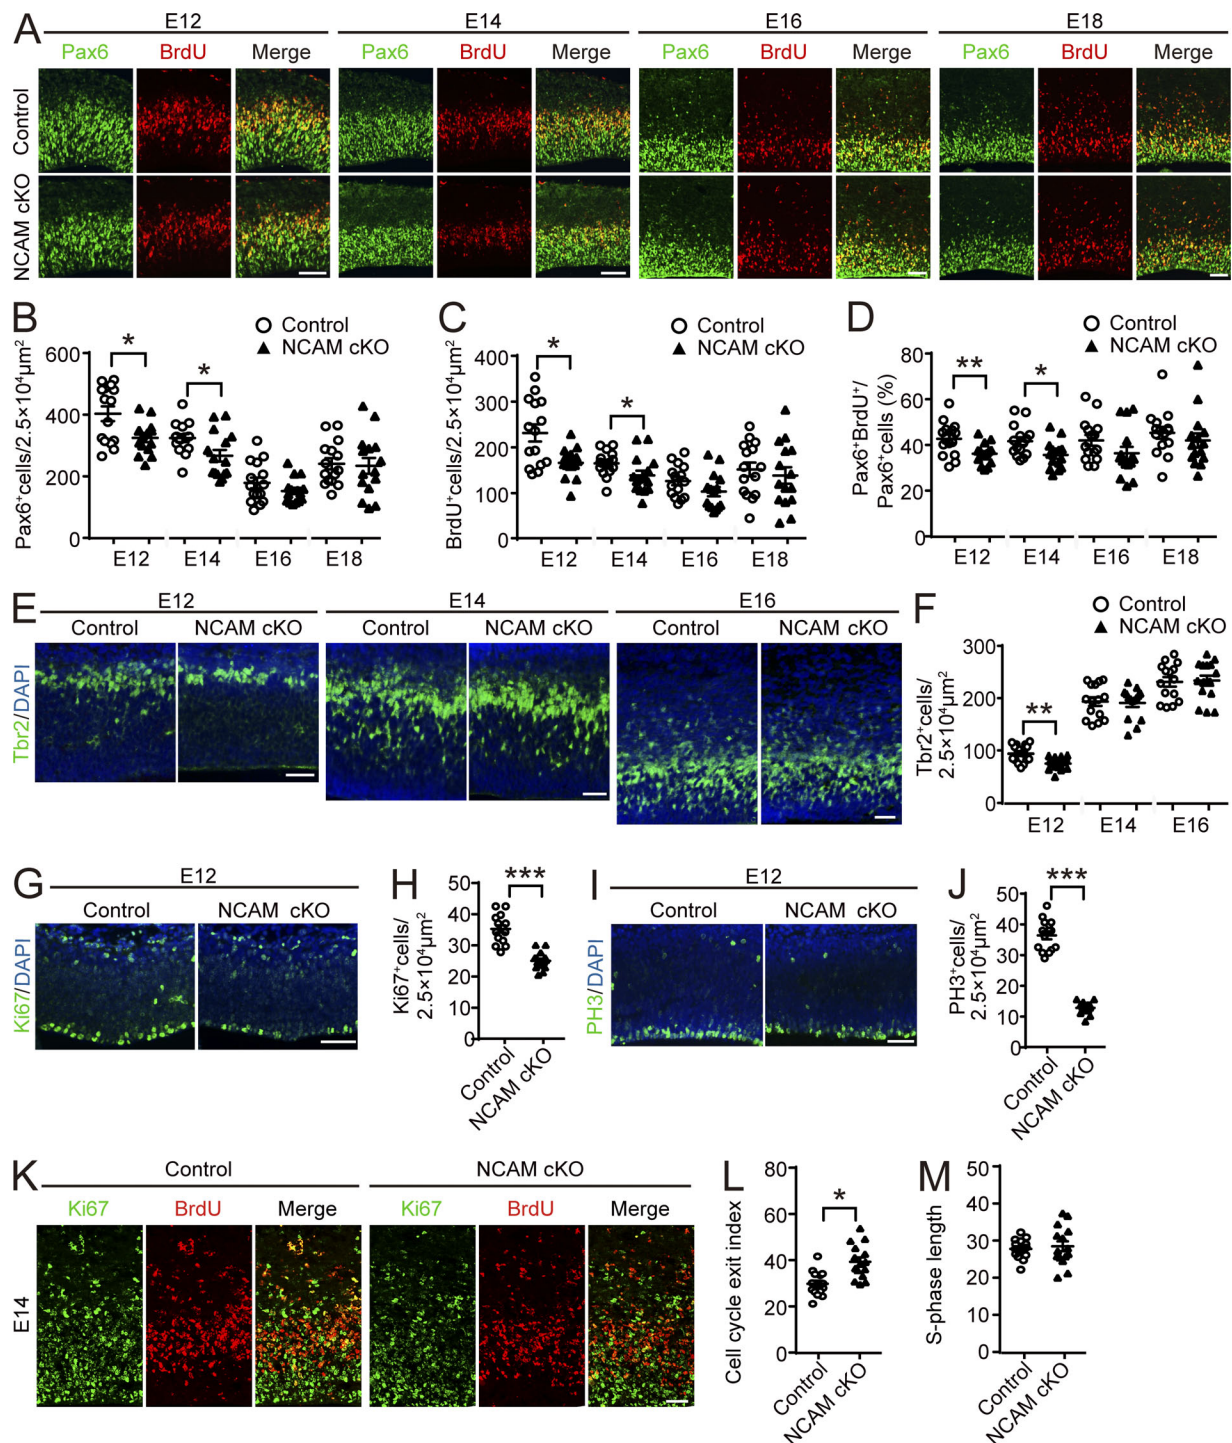 A
E12 E14 E16 E18
Pax6 BrdU Merge Pax6 BrdU Merge Pax6 BrdU Merge Pax6 BrdU Merge
Control
NCAM cKO
B
Control
NCAM cKO
Pax6⁺cells/2.5×10⁴µm²
600
400
200
0
* *
E12 E14 E16 E18
C
Control
NCAM cKO
BrdU⁺cells/2.5×10⁴µm²
400
300
200
100
0
* *
E12 E14 E16 E18
D
Control
NCAM cKO
Pax6⁺BrdU⁺/
Pax6⁺cells (%)
80
60
40
20
0
** *
E12 E14 E16 E18
E
E12 E14 E16
Control NCAM cKO Control NCAM cKO Control NCAM cKO
Tbr2/DAPI
F
Control
NCAM cKO
Tbr2⁺cells/
2.5×10⁴µm²
300
200
100
0
**
E12 E14 E16
G
E12
Control NCAM cKO
Ki67/DAPI
H
Ki67⁺cells/
2.5×10⁴µm²
50
40
30
20
10
0
***
Control
NCAM cKO
I
E12
Control NCAM cKO
PH3/DAPI
J
PH3⁺cells/
2.5×10⁴µm²
50
40
30
20
10
0
***
Control
NCAM cKO
K
Control NCAM cKO
Ki67 BrdU Merge Ki67 BrdU Merge
E14
L
Cell cycle exit index
80
60
40
20
0
*
Control
NCAM cKO
M
S-phase length
50
40
30
20
10
0
Control
NCAM cKO